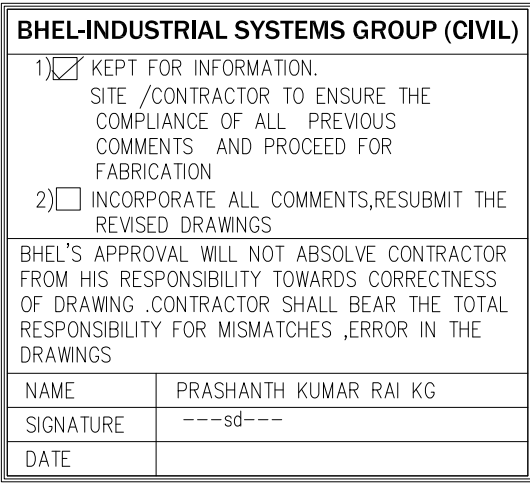 BHEL-INDUSTRIAL SYSTEMS GROUP (CIVIL)
1) KEPT FOR INFORMATION.
SITE /CONTRACTOR TO ENSURE THE
COMPLIANCE OF ALL PREVIOUS
COMMENTS AND PROCEED FOR
FABRICATION
2) INCORPORATE ALL COMMENTS,RESUBMIT THE
REVISED DRAWINGS
BHEL'S APPROVAL WILL NOT ABSOLVE CONTRACTOR
FROM HIS RESPONSIBILITY TOWARDS CORRECTNESS
OF DRAWING .CONTRACTOR SHALL BEAR THE TOTAL
RESPONSIBILITY FOR MISMATCHES ,ERROR IN THE
DRAWINGS
NAME PRASHANTH KUMAR RAI KG
SIGNATURE ---sd---
DATE